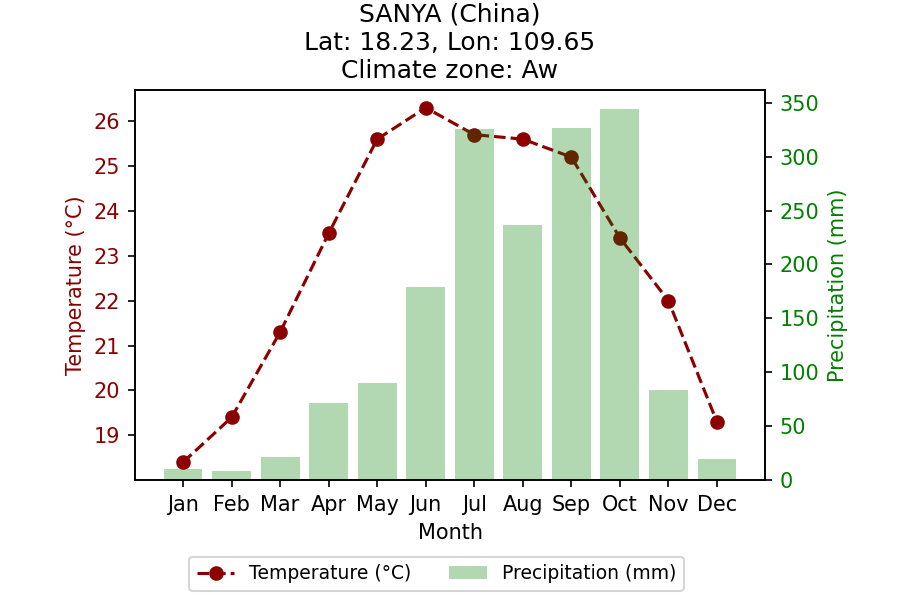 SANYA (China)
Lat: 18.23, Lon: 109.65
Climate zone: Aw
26
25
24
23
22
21
20
19
Temperature (°C)
350
300
250
200
150
100
50
0
Precipitation (mm)
Jan Feb Mar Apr May Jun Jul Aug Sep Oct Nov Dec
Month
Temperature (°C) Precipitation (mm)